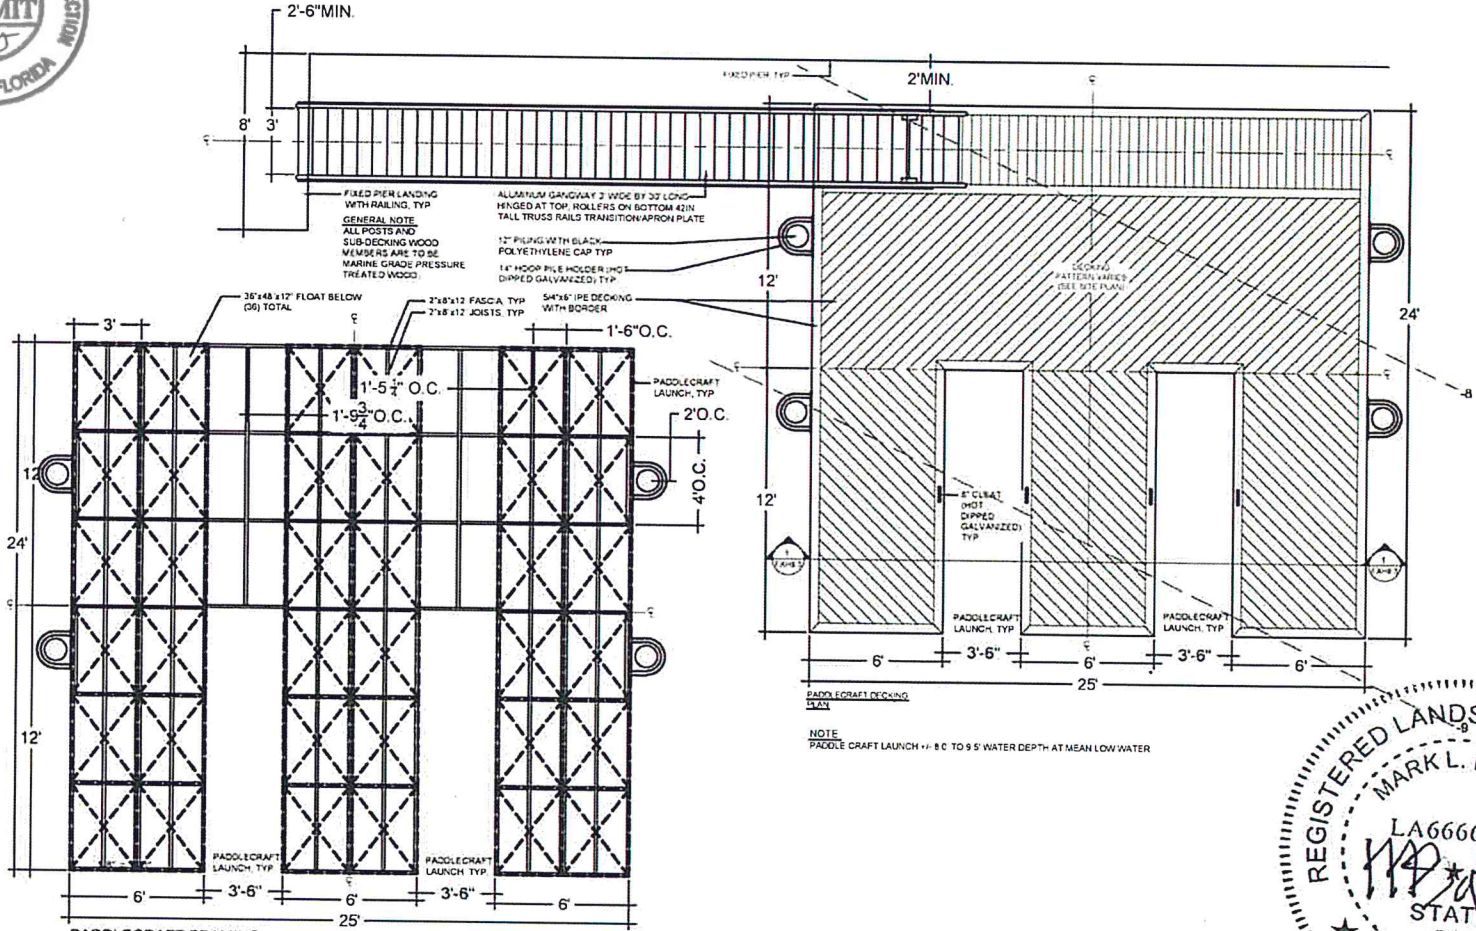 MIT
CTION
FLORIDA
2'-6"MIN.
FIXED PIER, TYP
2'MIN.
8'
3'
FIXED PIER LANDING
WITH RAILING, TYP
GENERAL NOTE
ALL POSTS AND
SUB-DECKING WOOD
MEMBERS ARE TO BE
MARINE GRADE PRESSURE
TREATED WOOD
ALUMINUM GANGWAY 3' WIDE BY 30' LONG
HINGED AT TOP, ROLLERS ON BOTTOM 42IN
TALL TRUSS RAILS TRANSITION/APRON PLATE
12" PILING WITH BLACK
POLYETHYLENE CAP TYP
14" HOOP PILE HOLDER (HOT
DIPPED GALVANIZED) TYP
5/4"x6" IPE DECKING
WITH BORDER
DECKING
PATTERN VARIES
(SEE SITE PLAN)
12'
24'
12'
-8
8" CLEAT
(HOT
DIPPED
GALVANIZED)
TYP
1
1
PADDLECRAFT
LAUNCH, TYP
PADDLECRAFT
LAUNCH, TYP
6'
3'-6"
6'
3'-6"
6'
25'
PADDLECRAFT DECKING
PLAN
NOTE
PADDLE CRAFT LAUNCH +/- 8.0' TO 9.5' WATER DEPTH AT MEAN LOW WATER
-9
36"x48"x12" FLOAT BELOW
(36) TOTAL
2"x8"x12' FASCIA, TYP
2"x8"x12' JOISTS, TYP
3'
1'-6"O.C.
1'-5 1/4" O.C.
1'-9 3/4"O.C.
PADDLECRAFT
LAUNCH, TYP
2'O.C.
4'O.C.
12'
24'
12'
PADDLECRAFT
LAUNCH, TYP
PADDLECRAFT
LAUNCH TYP.
6'
3'-6"
6'
3'-6"
6'
25'
REGISTERED LANDS
MARK L.
LA6666
STAT